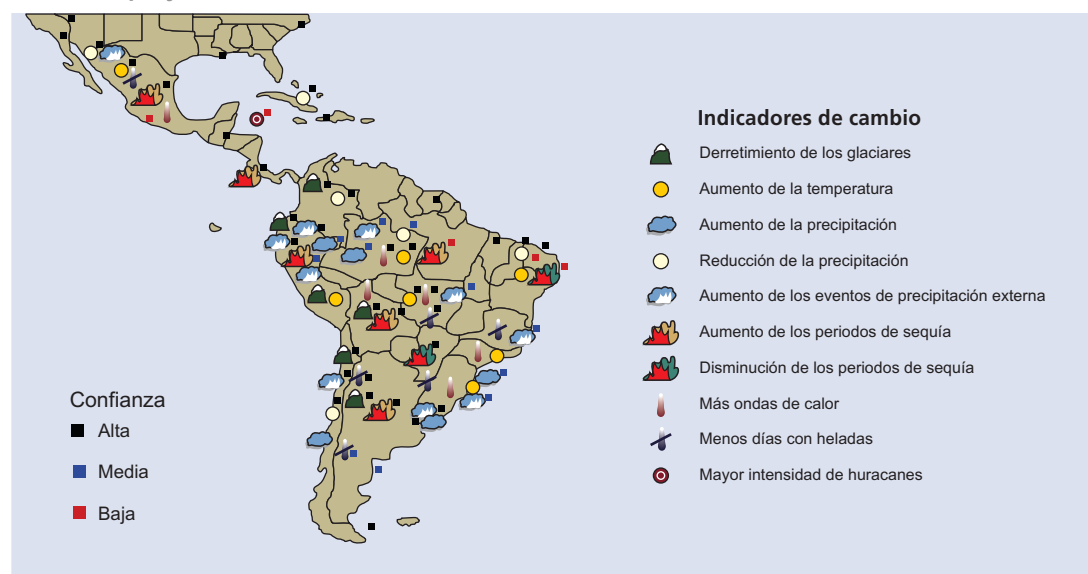 Indicadores de cambio
Derretimiento de los glaciares
Aumento de la temperatura
Aumento de la precipitación
Reducción de la precipitación
Aumento de los eventos de precipitación externa
Aumento de los periodos de sequía
Disminución de los periodos de sequía
Más ondas de calor
Menos días con heladas
Mayor intensidad de huracanes
Confianza
Alta
Media
Baja